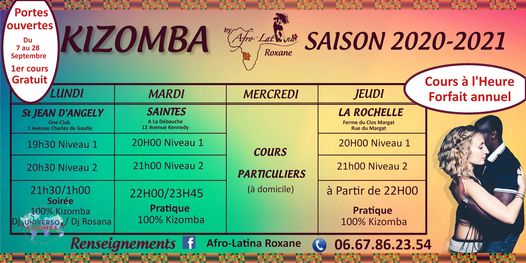 Portes
ouvertes
Du
7 au 28
Septembre
1er cours
Gratuit
KIZOMBA
by
Afro-Latina
Roxane
SAISON 2020-2021
Cours à l'Heure
Forfait annuel
LUNDI
MARDI
MERCREDI
JEUDI
St JEAN D'ANGELY
One Club
1 Avenue Charles de Gaulle
19h30 Niveau 1
20h30 Niveau 2
21h30/1h00
Soirée
100% Kizomba
Dj / Dj Rosana
UNIVERSO
KIZOMBA
SAINTES
A La Débauche
12 Avenue Kennedy
20H00 Niveau 1
21h00 Niveau 2
22H00/23H45
Pratique
100% Kizomba
COURS
PARTICULIERS
(à domicile)
LA ROCHELLE
Ferme du Clos Margat
Rue du Margat
20H00 Niveau 1
21h00 Niveau 2
à Partir de 22H00
Pratique
100% Kizomba
Renseignements f Afro-Latina Roxane 06.67.86.23.54